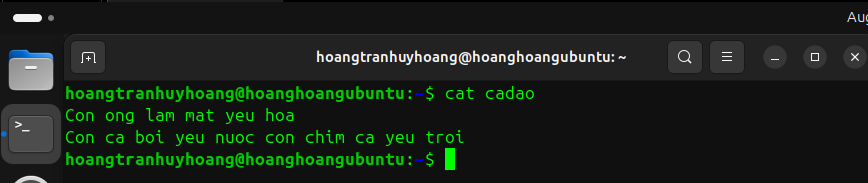 Aug
hoangtranhuyhoang@hoanghoangubuntu: ~
hoangtranhuyhoang@hoanghoangubuntu:~$ cat cadao
Con ong lam mat yeu hoa
Con ca boi yeu nuoc con chim ca yeu troi
hoangtranhuyhoang@hoanghoangubuntu:~$